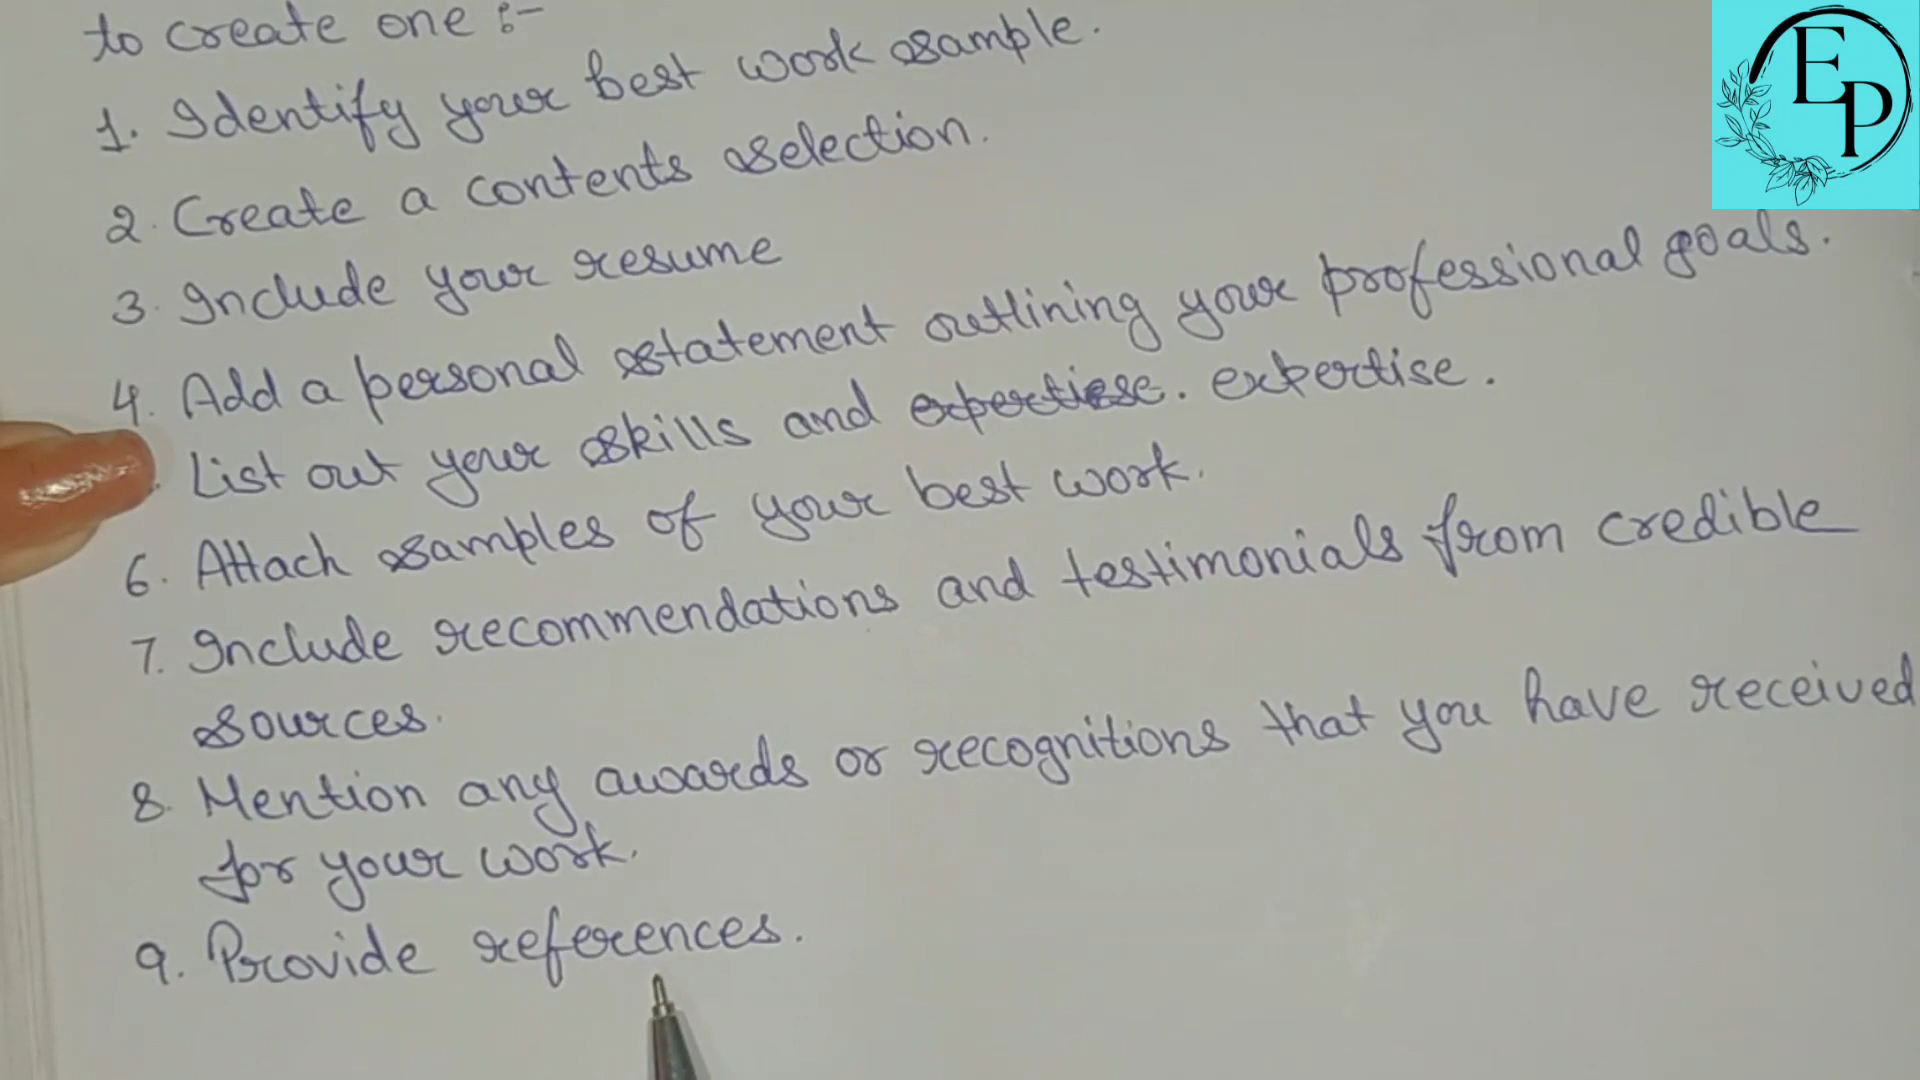 to create one :-
1. Identify your best work sample.
2. Create a contents selection.
3. Include your resume
4. Add a personal statement outlining your professional goals.
. List out your skills and expertiese. expertise.
6. Attach samples of your best work.
7. Include recommendations and testimonials from credible
sources.
8. Mention any awards or recognitions that you have received
for your work.
9. Provide references.
EP